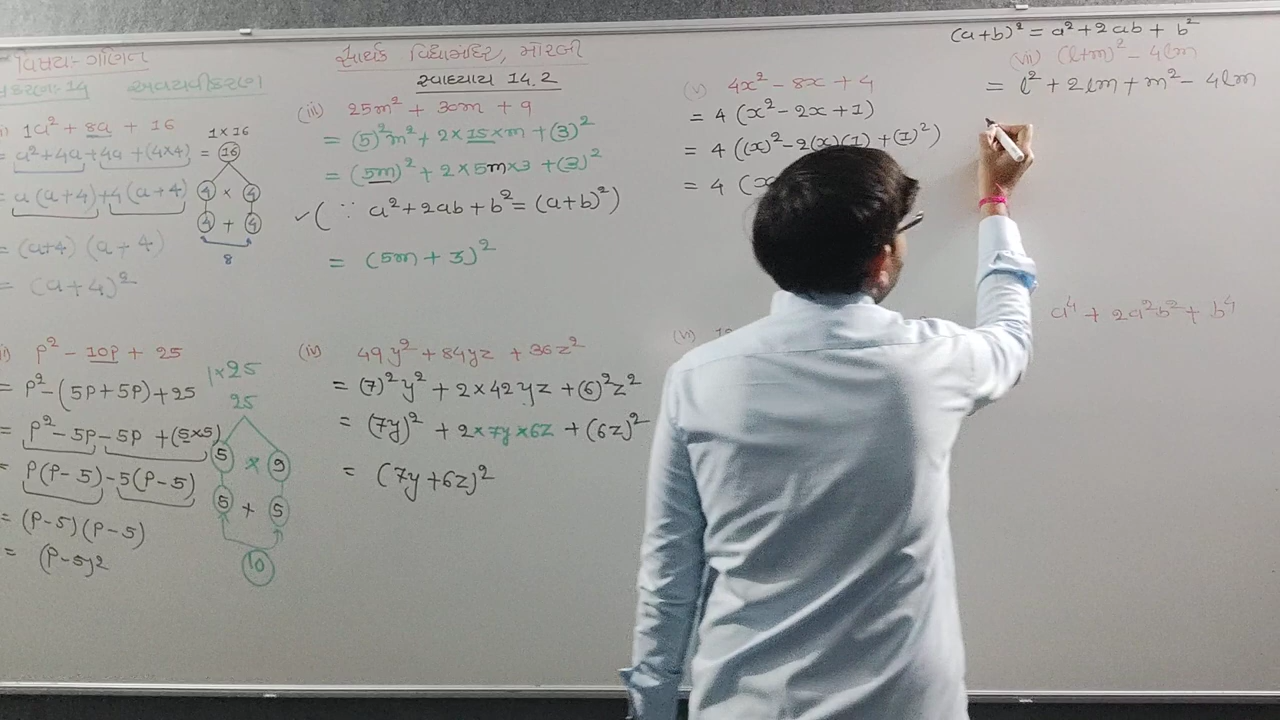 વિષય:- ગણિત
પ્રકરણ: 14 અવયવીકરણ
સાર્થક વિદ્યામંદિર, મોરબી
સ્વાધ્યાય 14.2
i) 1a² + 8a + 16
= a² + 4a + 4a + (4×4)
= a (a+4) + 4 (a+4)
= (a+4) (a+4)
= (a+4)²
1 × 16
= 16
4 × 4
4 + 4
8
ii) p² - 10p + 25
= p² - (5p + 5p) + 25
= p² - 5p - 5p + (5×5)
= p(p-5) - 5(p-5)
= (p-5)(p-5)
= (p-5)²
1×25
25
5 × 9
5 + 5
10
(iii) 25m² + 30m + 9
= (5)²m² + 2 × 15 × m + (3)²
= (5m)² + 2 × 5m × 3 + (3)²
✓ ( ∵ a² + 2ab + b² = (a+b)²)
= (5m + 3)²
(iv) 49y² + 84yz + 36z²
= (7)²y² + 2 × 42 yz + (6)²z²
= (7y)² + 2 × 7y × 6z + (6z)²
= (7y + 6z)²
(v) 4x² - 8x + 4
= 4 (x² - 2x + 1)
= 4 ((x)² - 2(x)(1) + (1)²)
= 4 (x
(vi)
(a+b)² = a² + 2ab + b²
(vii) (l+m)² - 4lm
= l² + 2lm + m² - 4lm
a⁴ + 2a²b² + b⁴